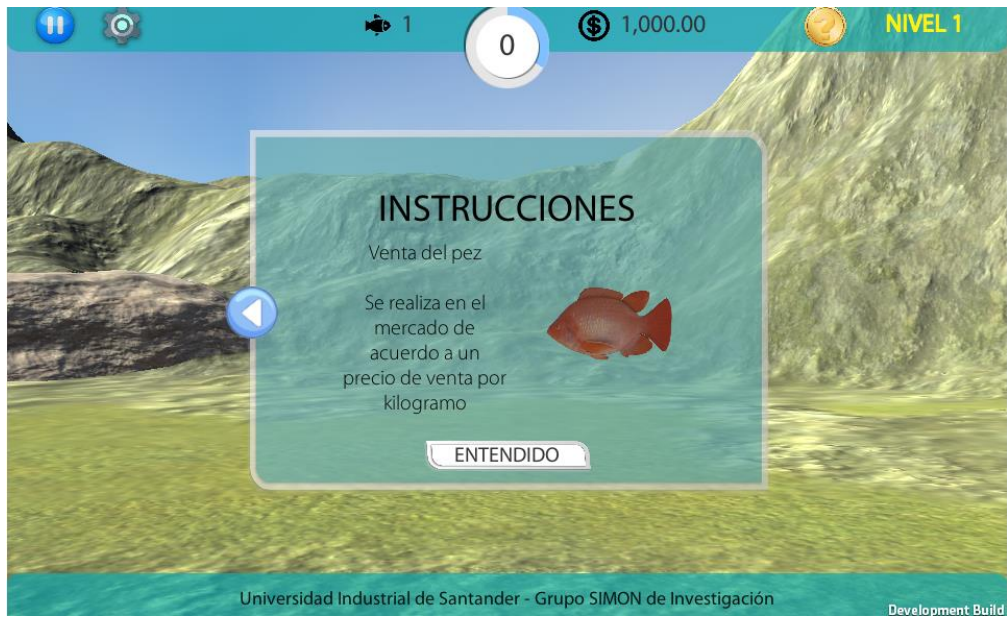 1
0
1,000.00
NIVEL 1
INSTRUCCIONES
Venta del pez
Se realiza en el
mercado de
acuerdo a un
precio de venta por
kilogramo
ENTENDIDO
Universidad Industrial de Santander - Grupo SIMON de Investigación
Development Build